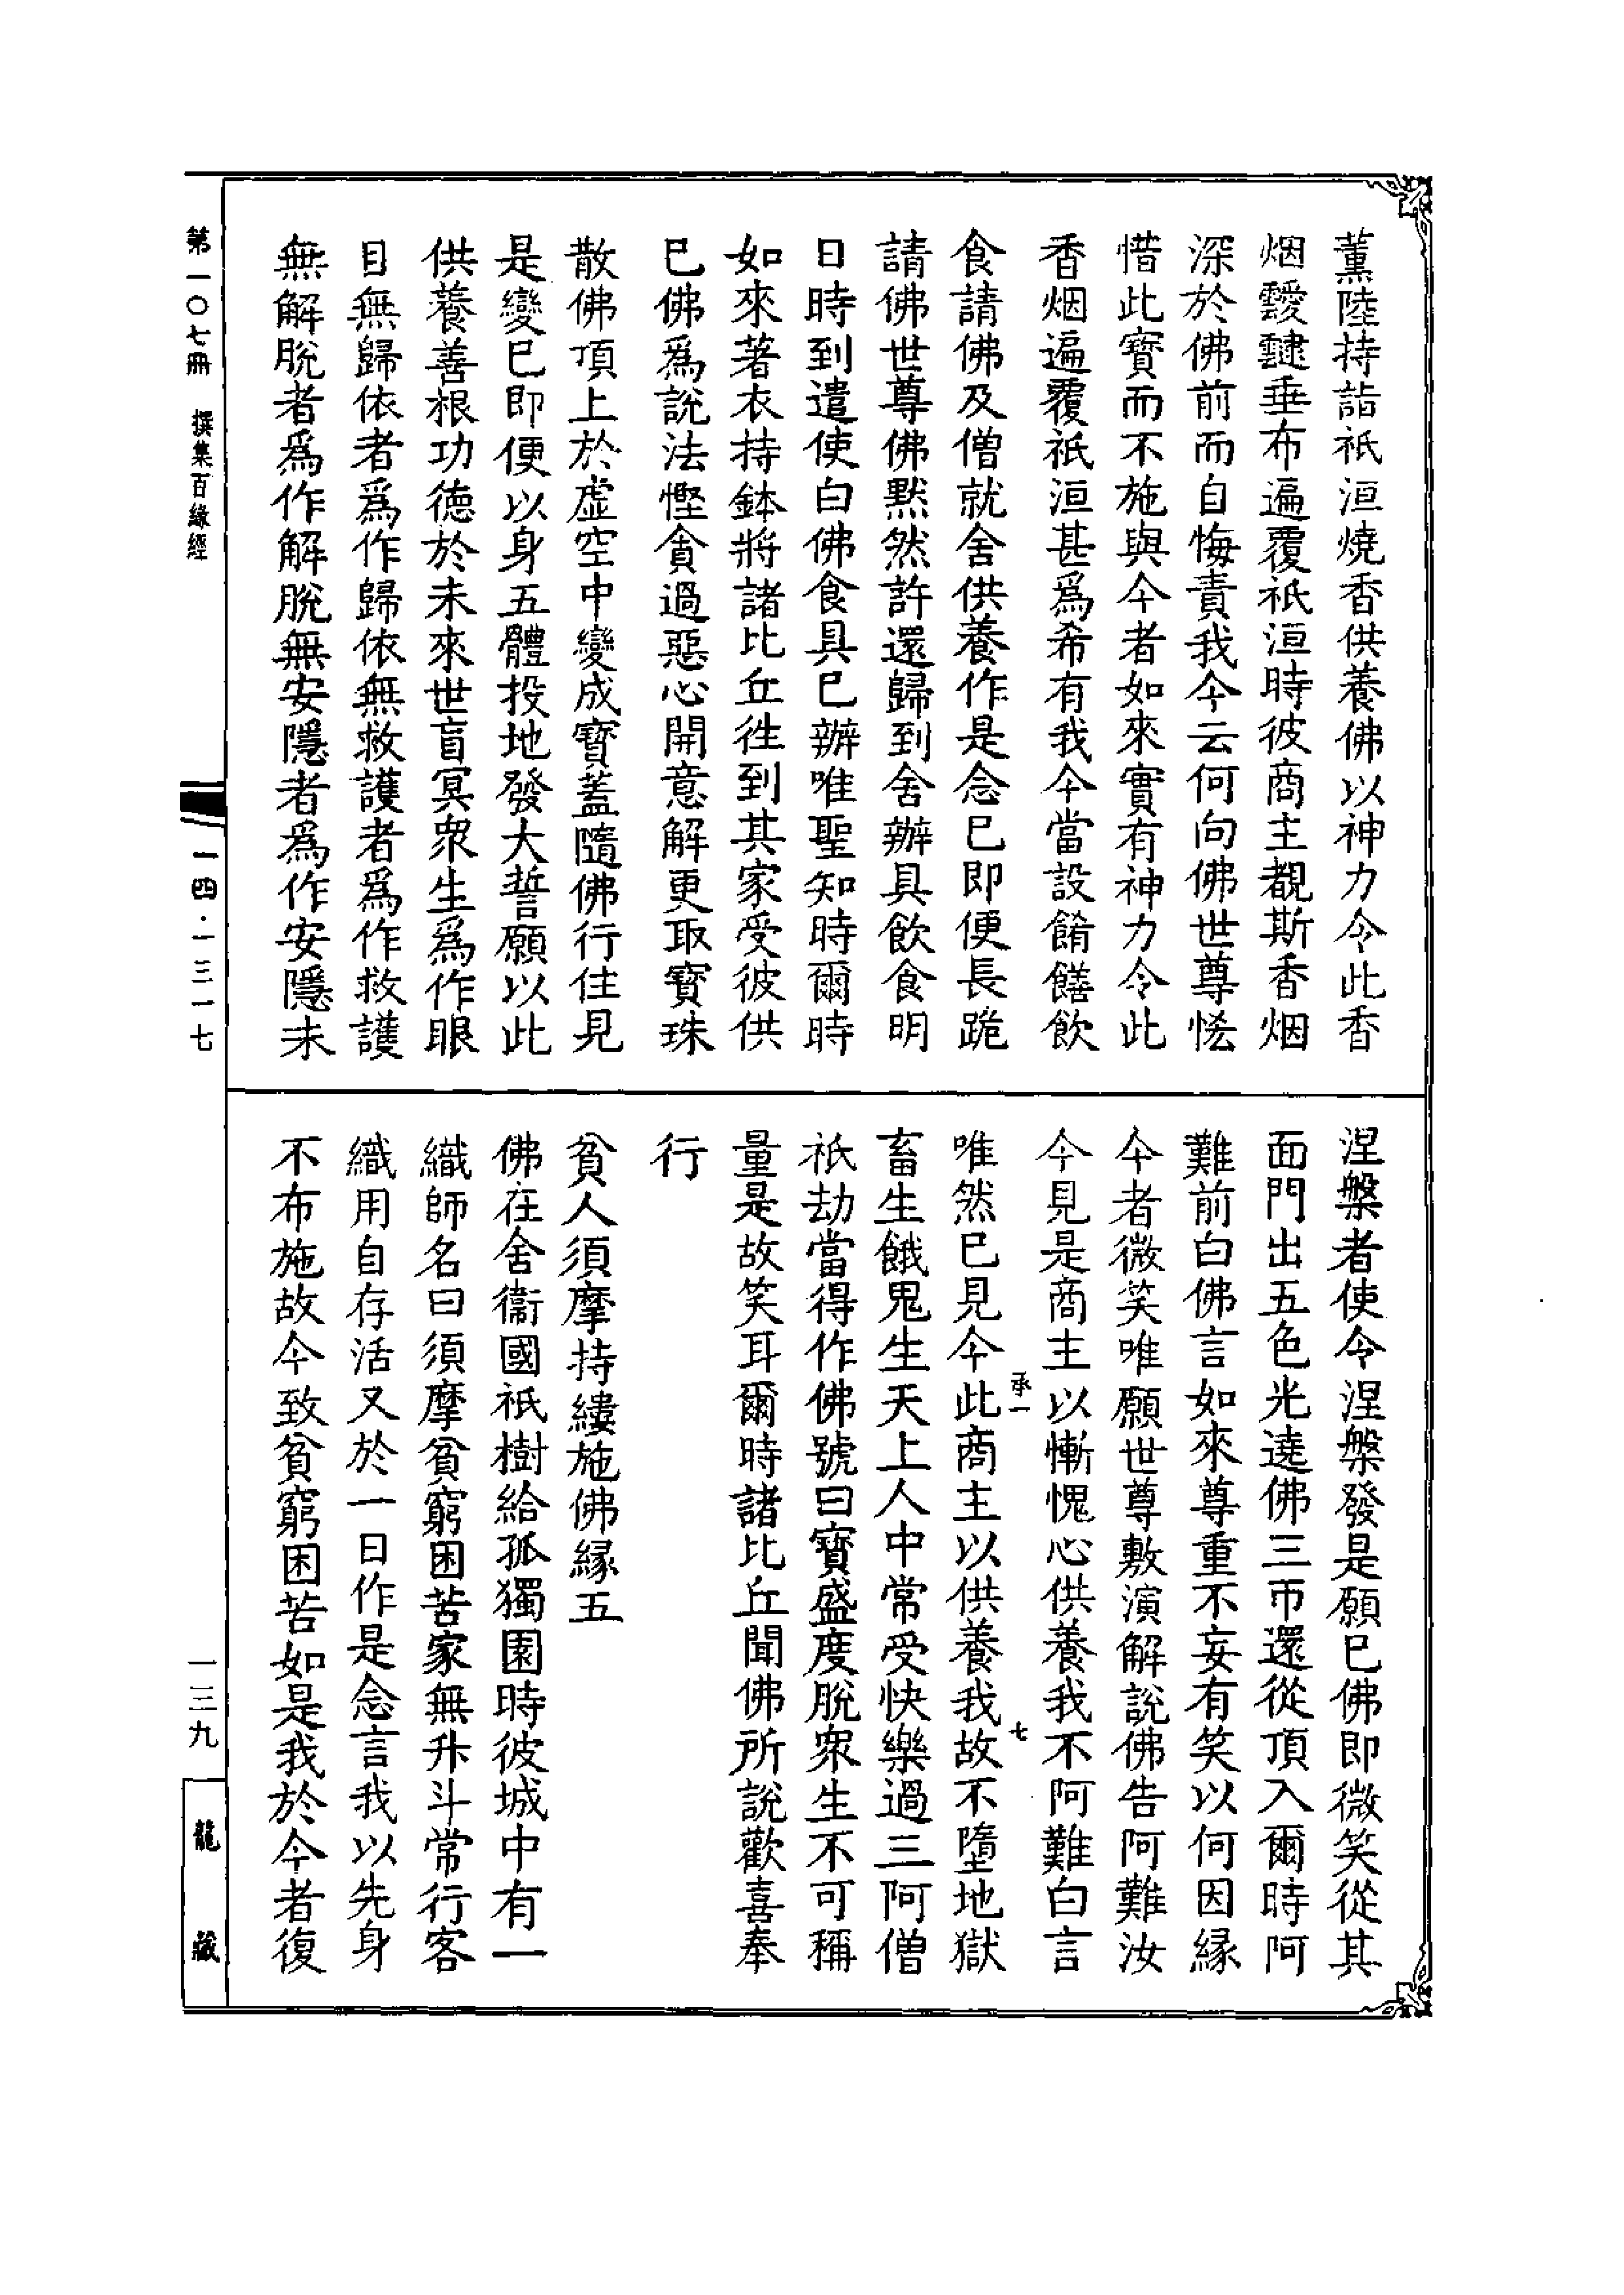 薰陸持詣祇洹燒香供養佛以神力令此香
烟靉靆垂布遍覆祇洹時彼商主覩斯香烟
深於佛前而自悔責我今云何向佛世尊恡
惜此寶而不施與今者如來實有神力令此
香烟遍覆祇洹甚爲希有我今當設餚饍飲
食請佛及僧就舍供養作是念已即便長跪
請佛世尊佛默然許還歸到舍辦具飲食明
日時到遣使白佛食具已辦唯聖知時爾時
如來著衣持鉢將諸比丘徃到其家受彼供
已佛爲說法慳貪過惡心開意解更取寶珠
散佛頂上於虛空中變成寶蓋隨佛行住見
是變已即便以身五體投地發大誓願以此
供養善根功德於未來世盲冥衆生爲作眼
目無歸依者爲作歸依無救護者爲作救護
無解脫者爲作解脫無安隱者爲作安隱未
涅槃者使令涅槃發是願已佛即微笑從其
面門出五色光遶佛三帀還從頂入爾時阿
難前白佛言如來尊重不妄有笑以何因緣
今者微笑唯願世尊敷演解說佛告阿難汝
今見是商主以慚愧心供養我不阿難白言
承一 七
唯然已見今此商主以供養我故不墮地獄
畜生餓鬼生天上人中常受快樂過三阿僧
祇劫當得作佛號曰寶盛度脫衆生不可稱
量是故笑耳爾時諸比丘聞佛所說歡喜奉
行
貧人須摩持縷施佛緣五
佛在舍衞國祇樹給孤獨園時彼城中有一
織師名曰須摩貧窮困苦家無升斗常行客
織用自存活又於一日作是念言我以先身
不布施故今致貧窮困苦如是我於今者復
第一〇七冊 撰集百緣經
一四·一三一七
一三九
龍藏